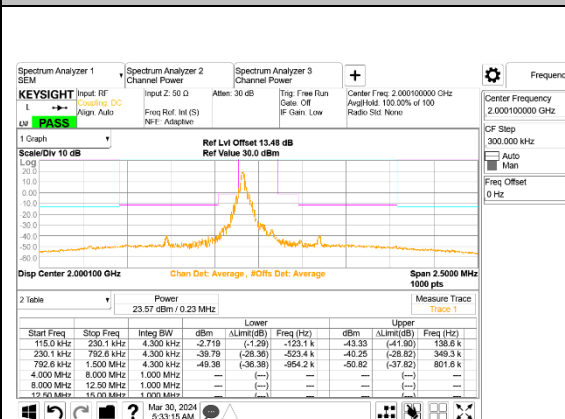 Spectrum Analyzer 1
SEM
Spectrum Analyzer 2
Channel Power
Spectrum Analyzer 3
Channel Power
+
Frequenc
KEYSIGHT
Input: RF
Coupling: DC
Align: Auto
Input Z: 50 Ω
Freq Ref: Int (S)
NFE: Adaptive
Atten: 30 dB
Trig: Free Run
Gate: Off
IF Gain: Low
Center Freq: 2.000100000 GHz
Avg|Hold: 100.00% of 100
Radio Std: None
L
PASS
Center Frequency
2.000100000 GHz
CF Step
300.000 kHz
Auto
Man
Freq Offset
0 Hz
1 Graph
Scale/Div 10 dB
Ref Lvl Offset 13.48 dB
Ref Value 30.0 dBm
Log
20.0
10.0
0.00
-10.0
-20.0
-30.0
-40.0
-50.0
-60.0
Disp Center 2.000100 GHz
Chan Det: Average , #Offs Det: Average
Span 2.5000 MHz
1000 pts
2 Table
Power
23.57 dBm / 0.23 MHz
Measure Trace
Trace 1
Lower Upper
Start Freq Stop Freq Integ BW dBm ΔLimit(dB) Freq (Hz) dBm ΔLimit(dB) Freq (Hz)
115.0 kHz 230.1 kHz 4.300 kHz -2.719 (-1.29) -123.1 k -43.33 (-41.90) 138.6 k
230.1 kHz 792.6 kHz 4.300 kHz -39.79 (-28.36) -523.4 k -40.25 (-28.82) 349.3 k
792.6 kHz 1.500 MHz 4.300 kHz -49.38 (-36.38) -954.2 k -50.82 (-37.82) 801.6 k
4.000 MHz 8.000 MHz 1.000 MHz --- (---) --- --- (---) ---
8.000 MHz 12.50 MHz 1.000 MHz --- (---) --- --- (---) ---
12.50 MHz 15.00 MHz 1.000 MHz --- (---) --- --- (---) ---
?
Mar 30, 2024
5:33:15 AM